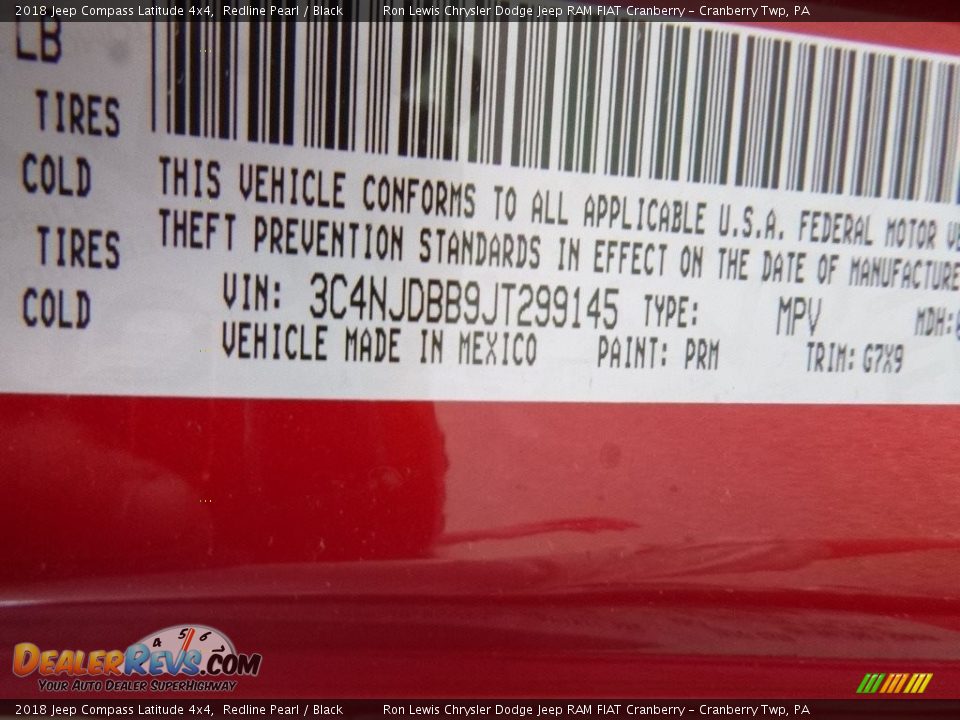 2018 Jeep Compass Latitude 4x4, Redline Pearl / Black Ron Lewis Chrysler Dodge Jeep RAM FIAT Cranberry - Cranberry Twp, PA
LB
TIRES
COLD
TIRES
COLD
THIS VEHICLE CONFORMS TO ALL APPLICABLE U.S.A. FEDERAL MOTOR
THEFT PREVENTION STANDARDS IN EFFECT ON THE DATE OF MANUFACTURE
VIN: 3C4NJDBB9JT299145 TYPE: MPV MDH:
VEHICLE MADE IN MEXICO PAINT: PRM TRIM: G7X9
4 5 6
DEALERREVS.COM
YOUR AUTO DEALER SUPERHIGHWAY
2018 Jeep Compass Latitude 4x4, Redline Pearl / Black Ron Lewis Chrysler Dodge Jeep RAM FIAT Cranberry - Cranberry Twp, PA